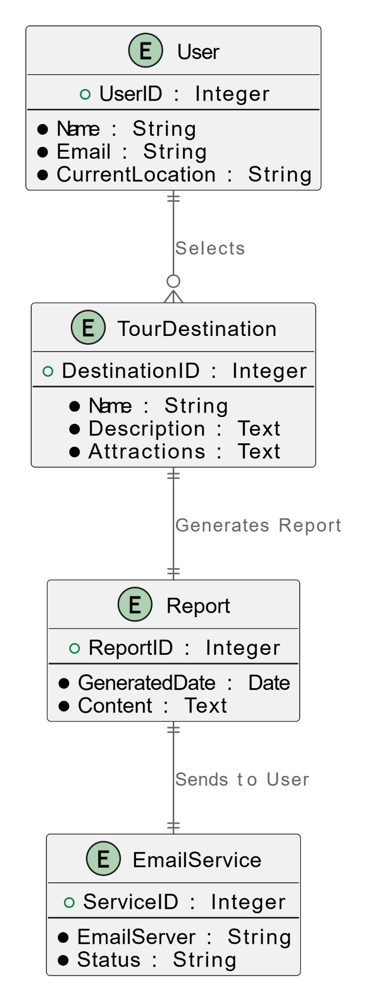 E User
UserID : Integer
Name : String
Email : String
CurrentLocation : String
Selects
E TourDestination
DestinationID : Integer
Name : String
Description : Text
Attractions : Text
Generates Report
E Report
ReportID : Integer
GeneratedDate : Date
Content : Text
Sends to User
E EmailService
ServiceID : Integer
EmailServer : String
Status : String